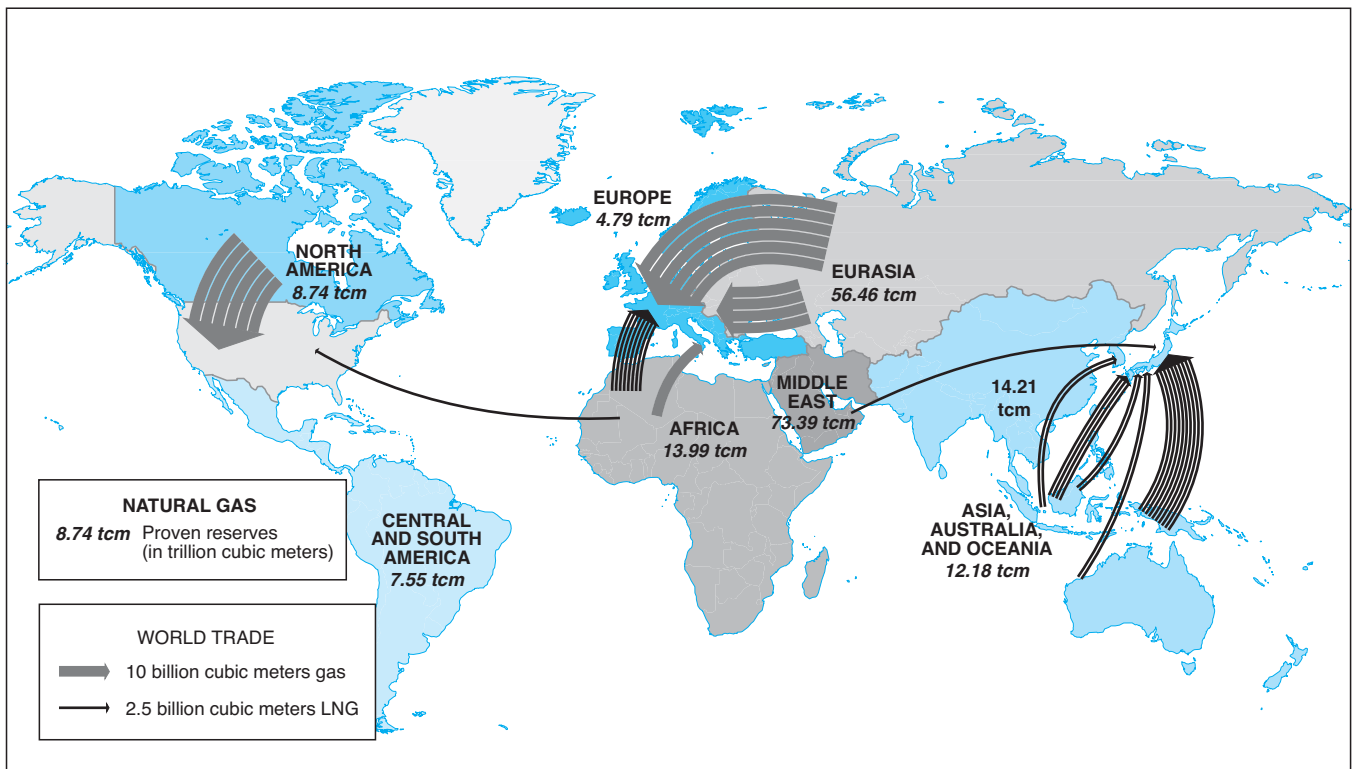 EUROPE
4.79 tcm
NORTH
AMERICA
8.74 tcm
EURASIA
56.46 tcm
MIDDLE
EAST
73.39 tcm
14.21
tcm
AFRICA
13.99 tcm
ASIA,
AUSTRALIA,
AND OCEANIA
12.18 tcm
CENTRAL
AND SOUTH
AMERICA
7.55 tcm
NATURAL GAS
8.74 tcm Proven reserves
(in trillion cubic meters)
WORLD TRADE
10 billion cubic meters gas
2.5 billion cubic meters LNG